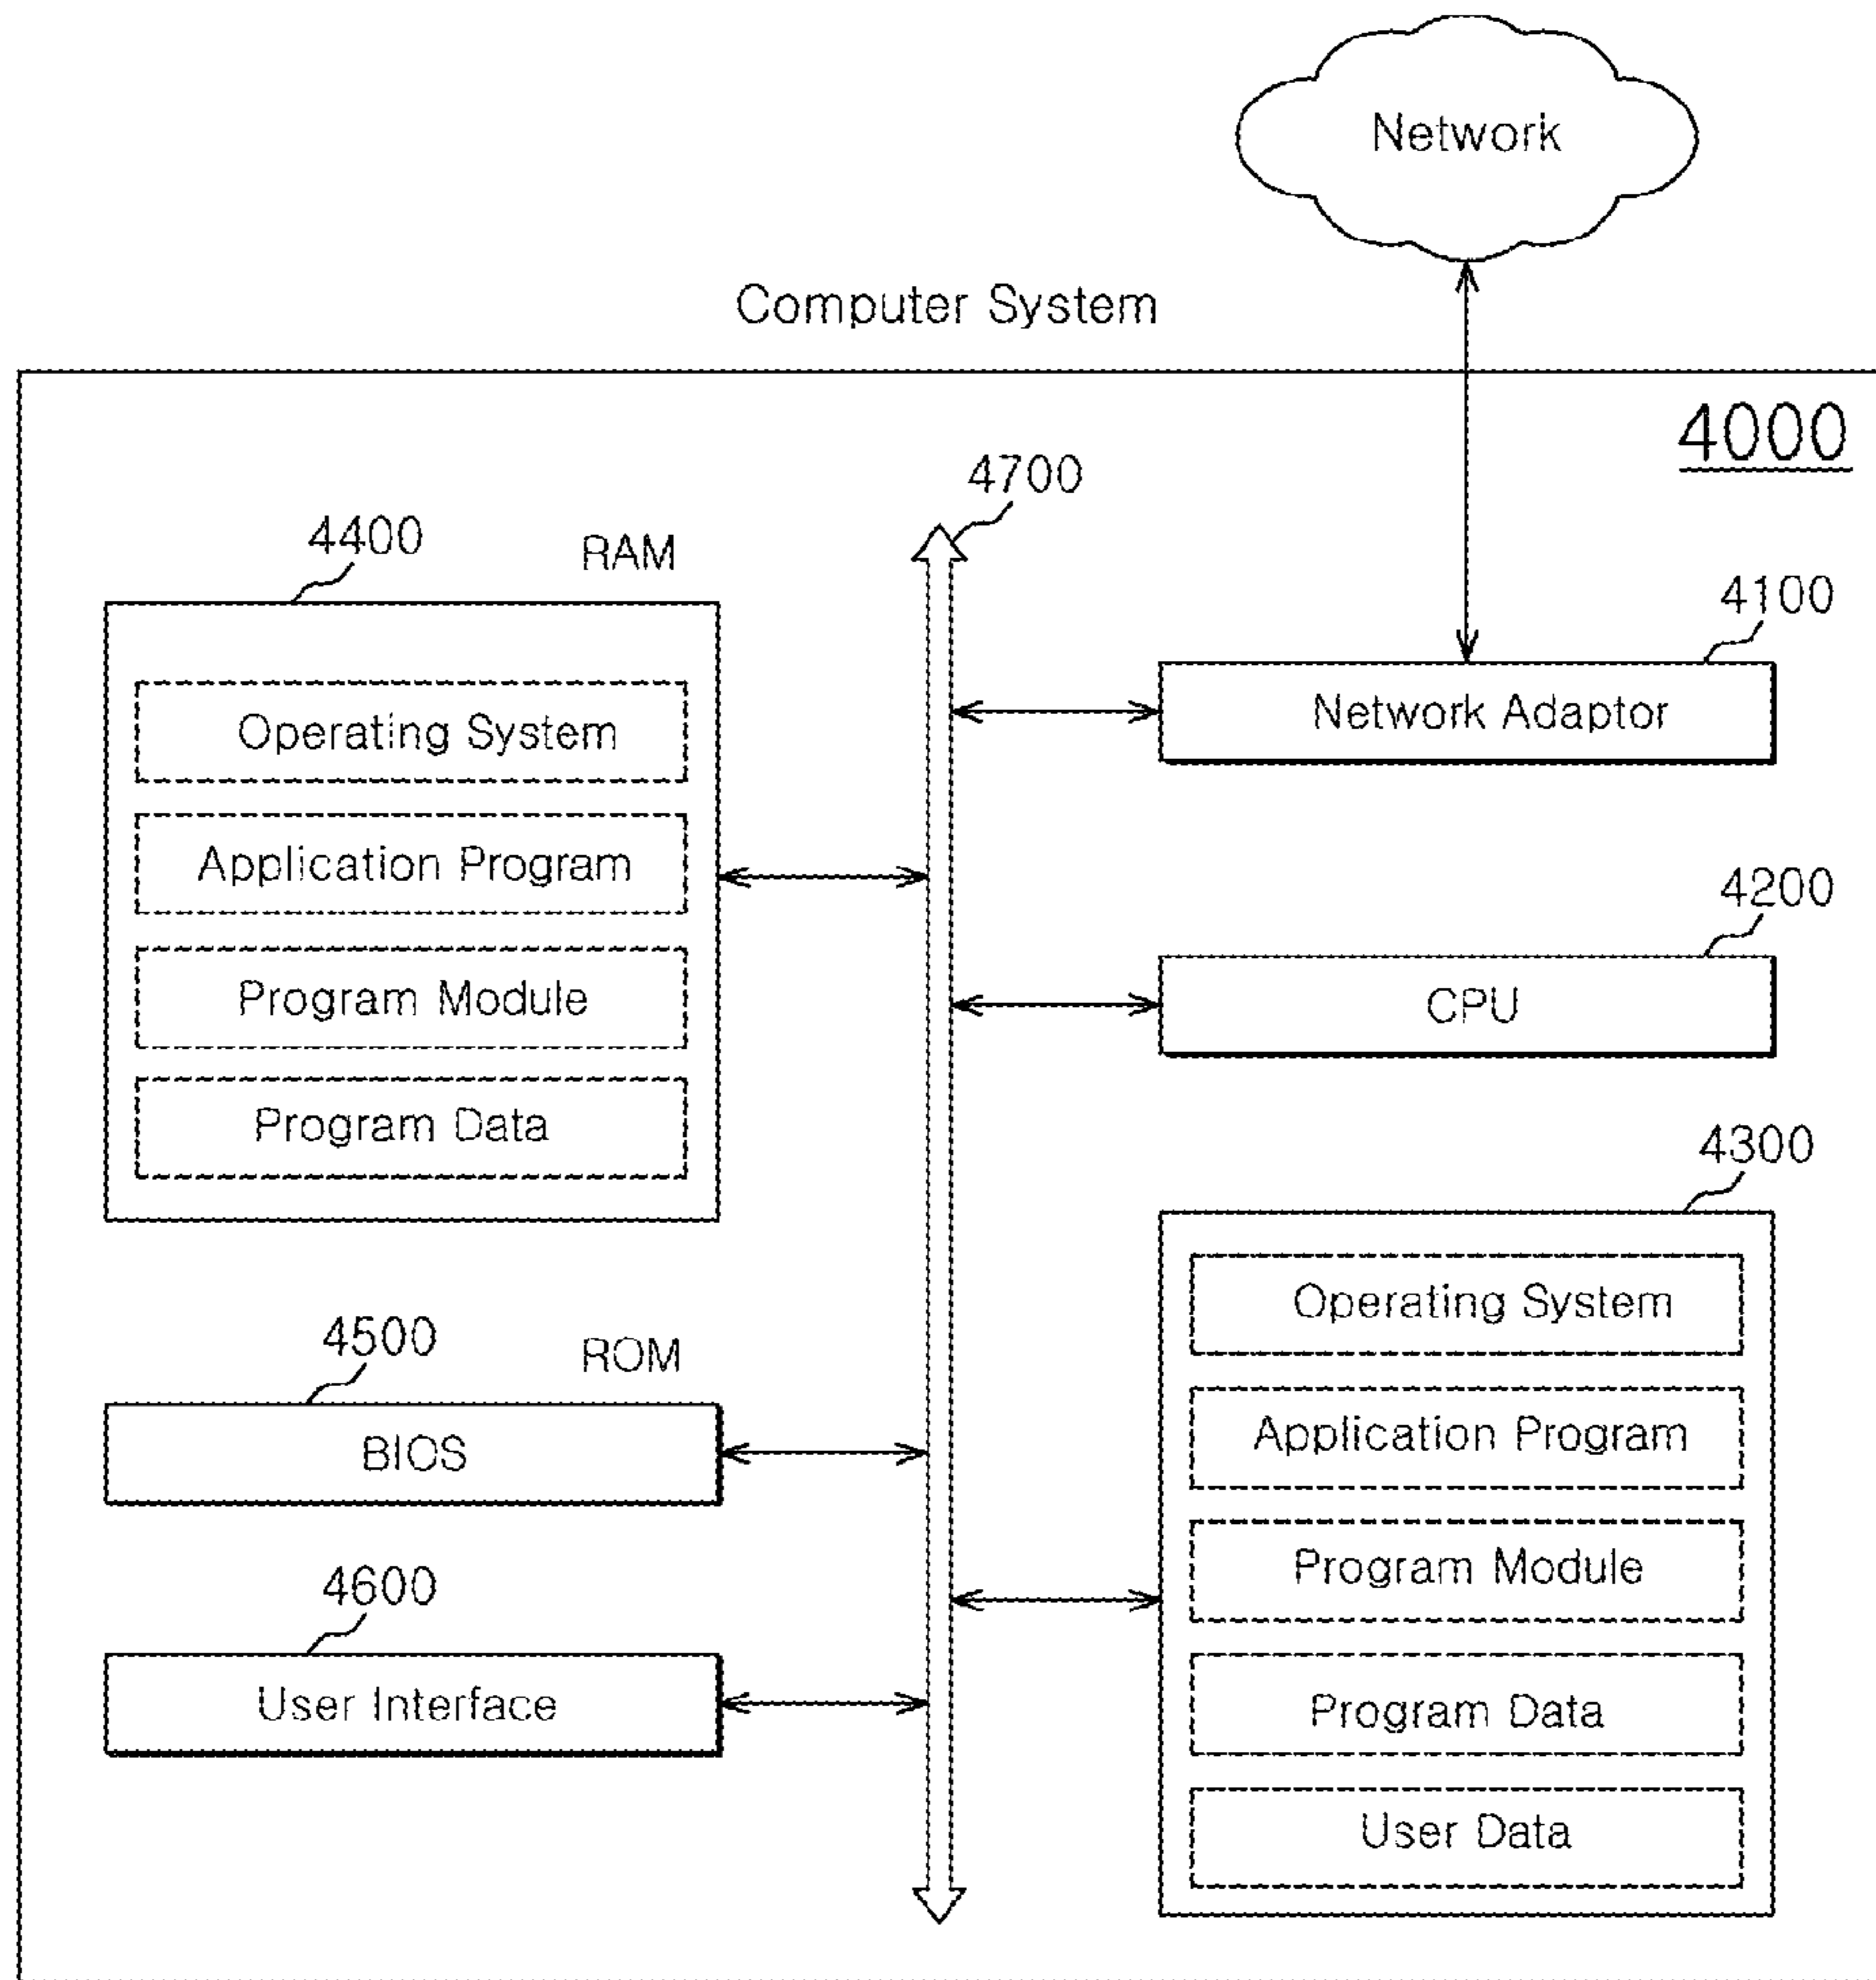 Network
Computer System
4000
4700
4400
RAM
Operating System
Application Program
Program Module
Program Data
4100
Network Adaptor
4200
CPU
4300
Operating System
Application Program
Program Module
Program Data
User Data
4500
ROM
BIOS
4600
User Interface